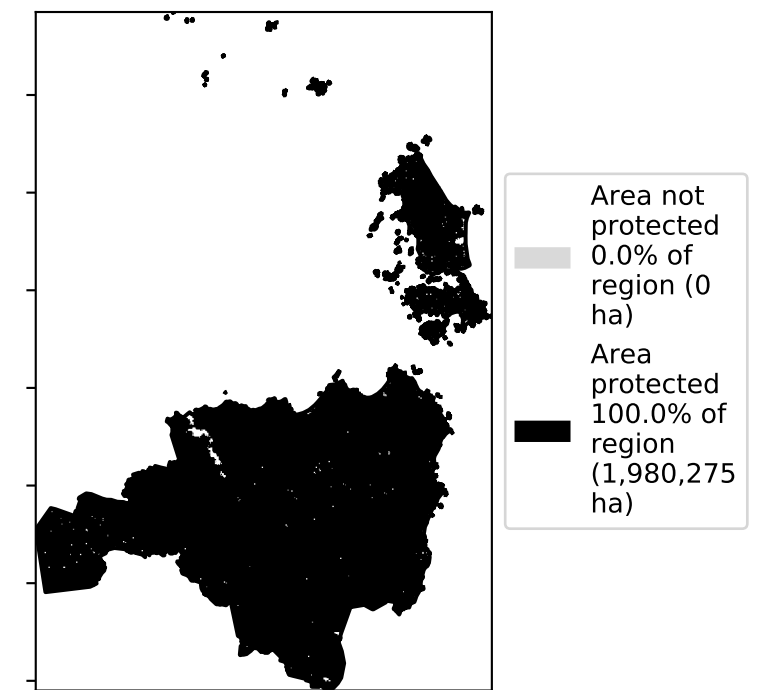 Area not
protected
0.0% of
region (0
ha)
Area
protected
100.0% of
region
(1,980,275
ha)